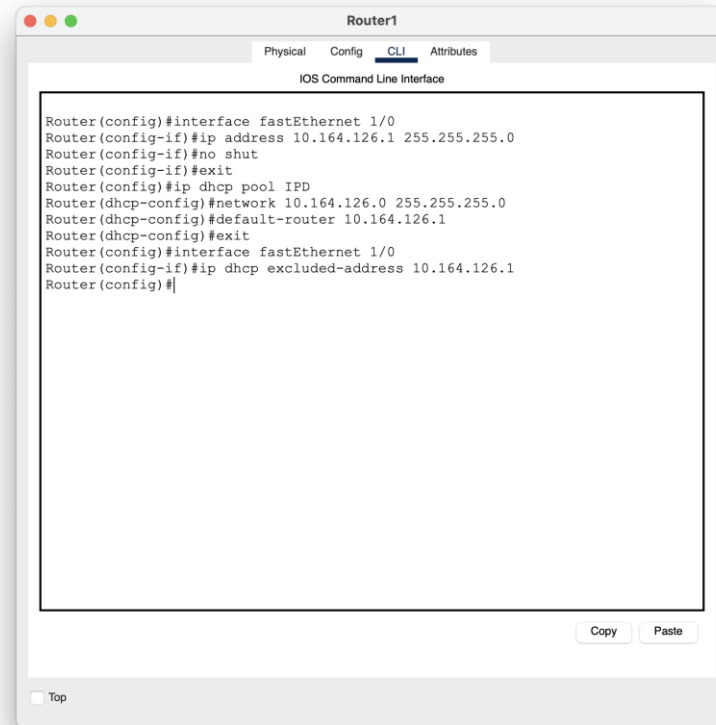 Router1
Physical Config CLI Attributes
IOS Command Line Interface
Router(config)#interface fastEthernet 1/0
Router(config-if)#ip address 10.164.126.1 255.255.255.0
Router(config-if)#no shut
Router(config-if)#exit
Router(config)#ip dhcp pool IPD
Router(dhcp-config)#network 10.164.126.0 255.255.255.0
Router(dhcp-config)#default-router 10.164.126.1
Router(dhcp-config)#exit
Router(config)#interface fastEthernet 1/0
Router(config-if)#ip dhcp excluded-address 10.164.126.1
Router(config)#
Copy Paste
Top